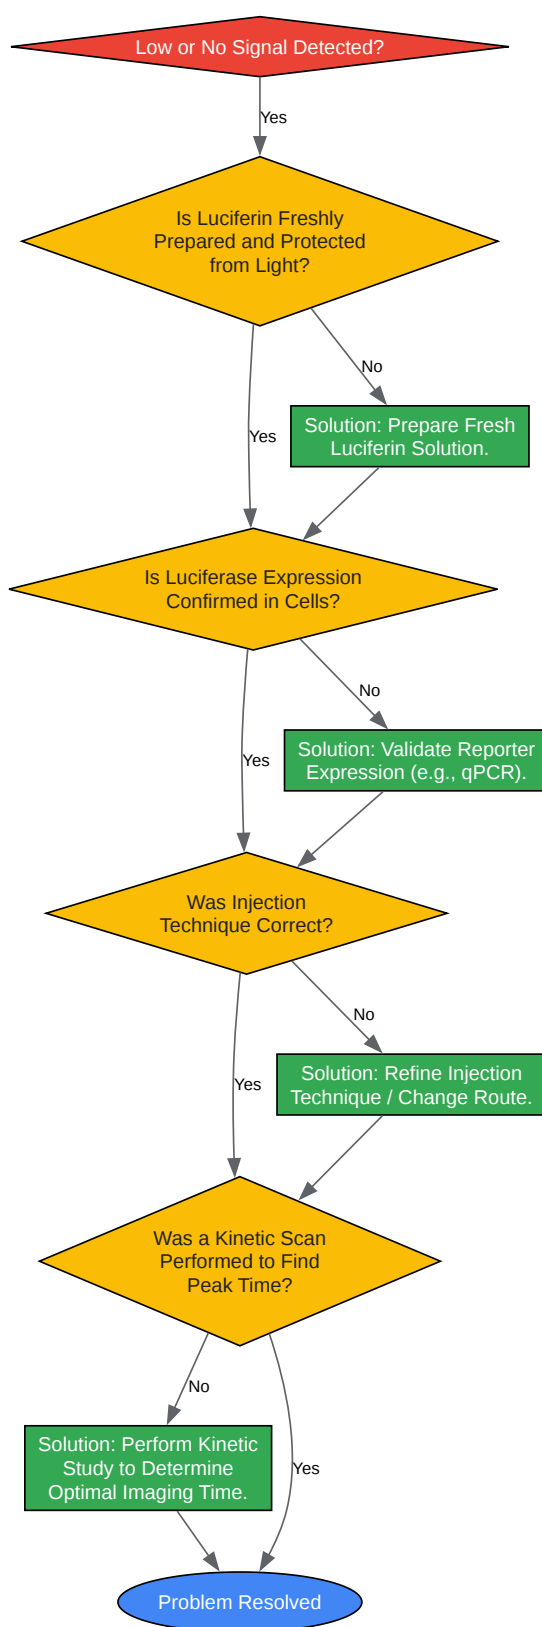 Low or No Signal Detected?
Yes
Is Luciferin Freshly
Prepared and Protected
from Light?
No
Solution: Prepare Fresh
Luciferin Solution.
Yes
Is Luciferase Expression
Confirmed in Cells?
No
Solution: Validate Reporter
Expression (e.g., qPCR).
Yes
Was Injection
Technique Correct?
No
Solution: Refine Injection
Technique / Change Route.
Yes
Was a Kinetic Scan
Performed to Find
Peak Time?
No
Solution: Perform Kinetic
Study to Determine
Optimal Imaging Time.
Yes
Problem Resolved